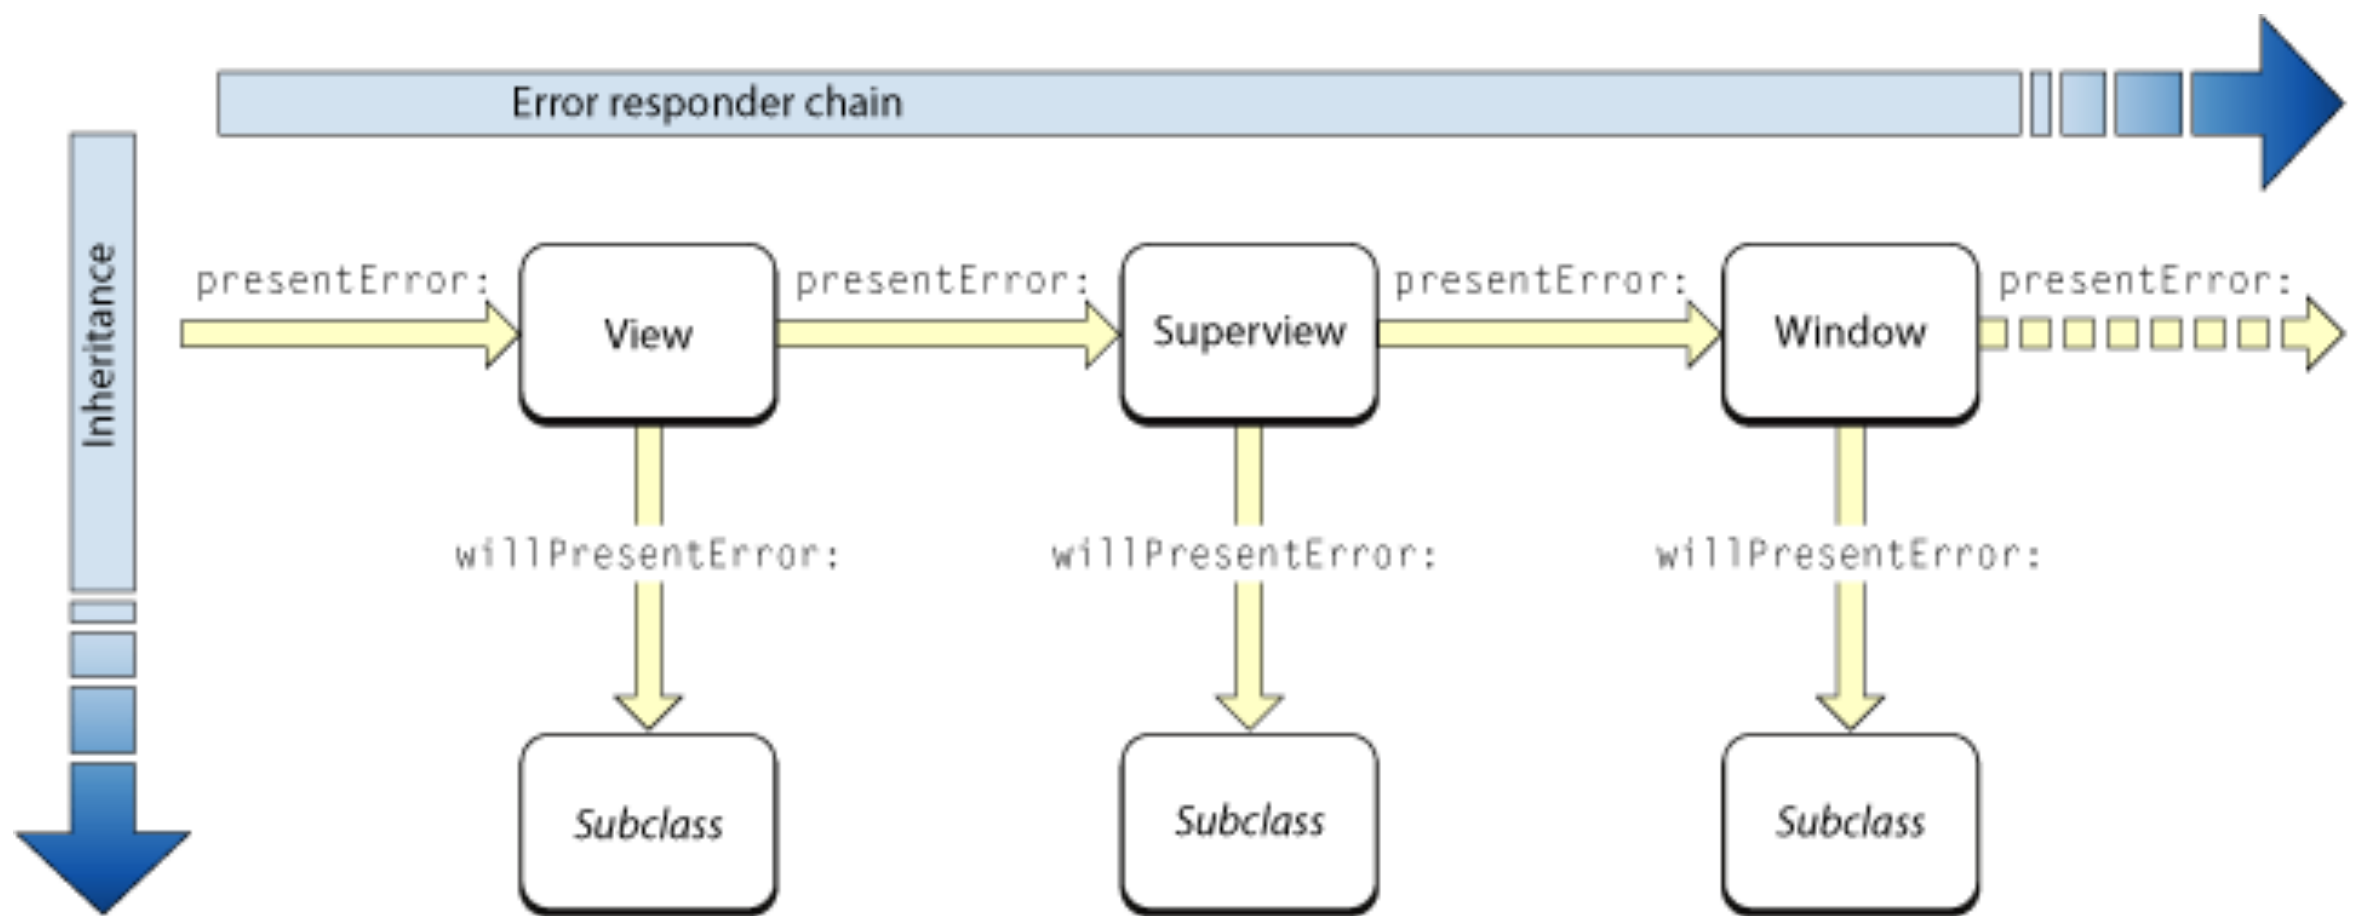 Error responder chain
Inheritance
presentError:
presentError:
presentError:
presentError:
View
Superview
Window
willPresentError:
willPresentError:
willPresentError:
Subclass
Subclass
Subclass